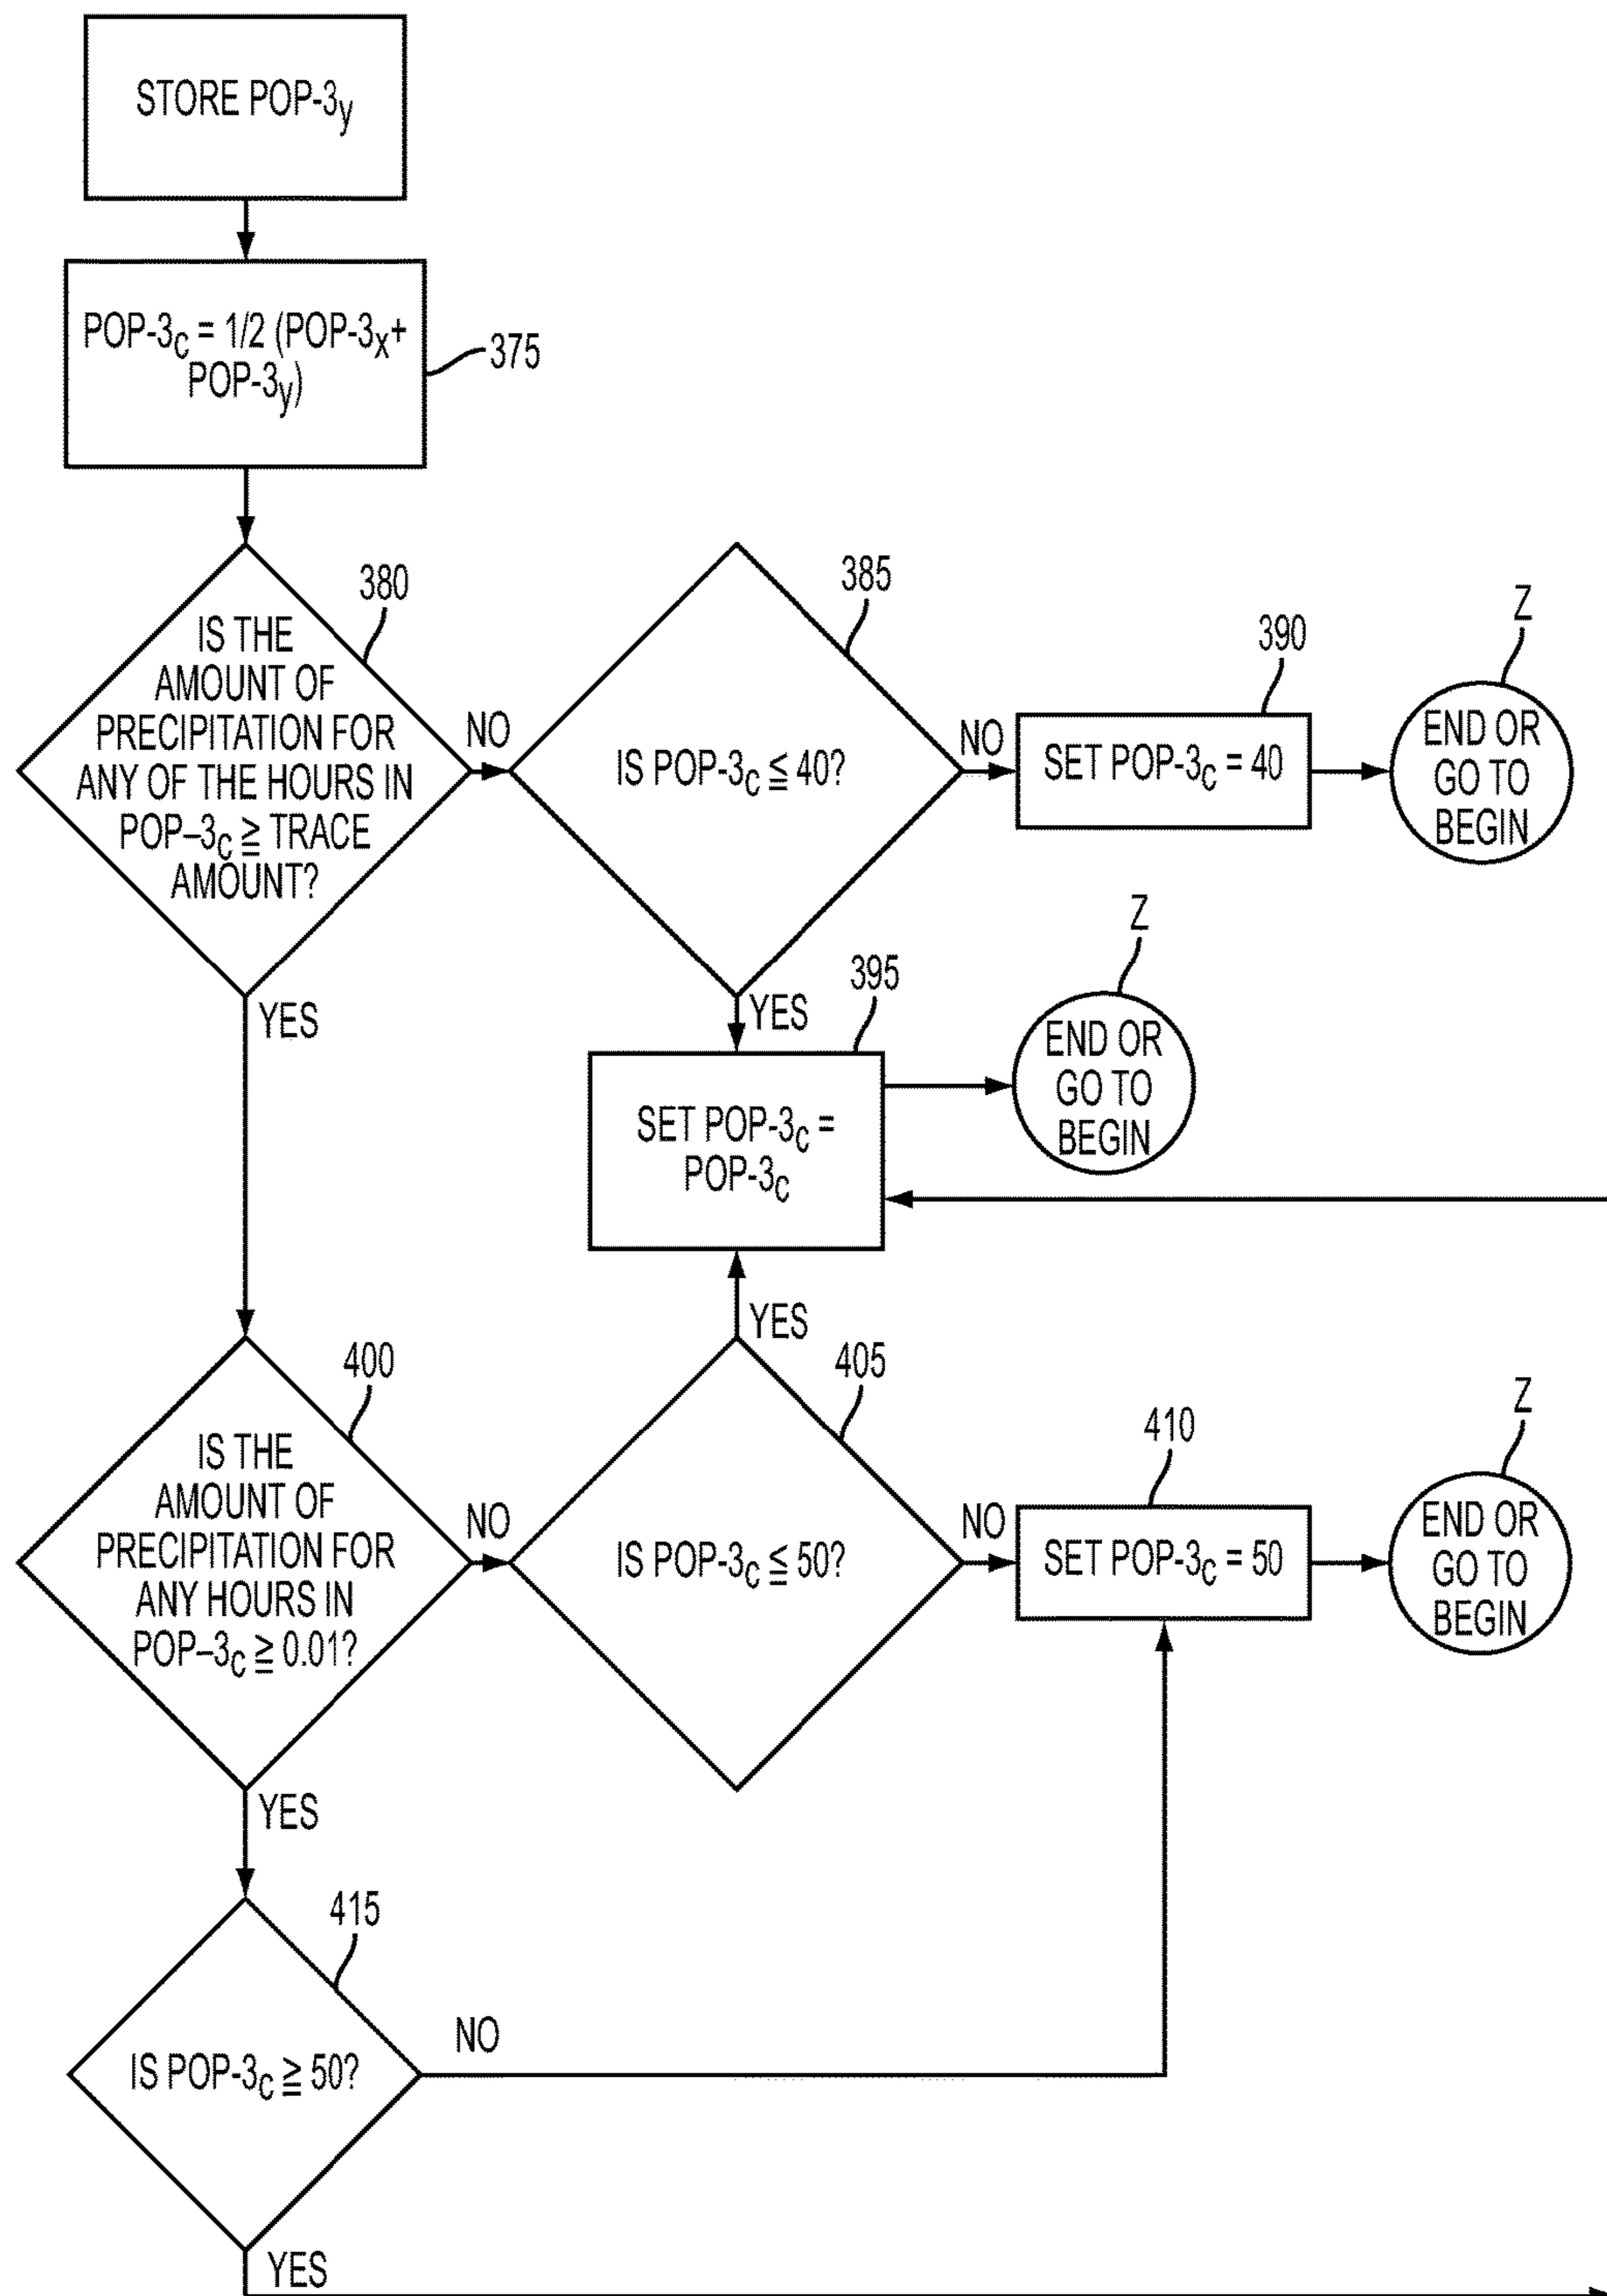 STORE POP-3y
POP-3c = 1/2 (POP-3x+
POP-3y)
375
380
IS THE
AMOUNT OF
PRECIPITATION FOR
ANY OF THE HOURS IN
POP–3c ≧ TRACE
AMOUNT?
NO
YES
385
IS POP-3c ≦ 40?
NO
YES
390
SET POP-3c = 40
Z
END OR
GO TO
BEGIN
395
SET POP-3c =
POP-3c
Z
END OR
GO TO
BEGIN
400
IS THE
AMOUNT OF
PRECIPITATION FOR
ANY HOURS IN
POP–3c ≧ 0.01?
NO
YES
405
IS POP-3c ≦ 50?
YES
NO
410
SET POP-3c = 50
Z
END OR
GO TO
BEGIN
415
IS POP-3c ≧ 50?
NO
YES